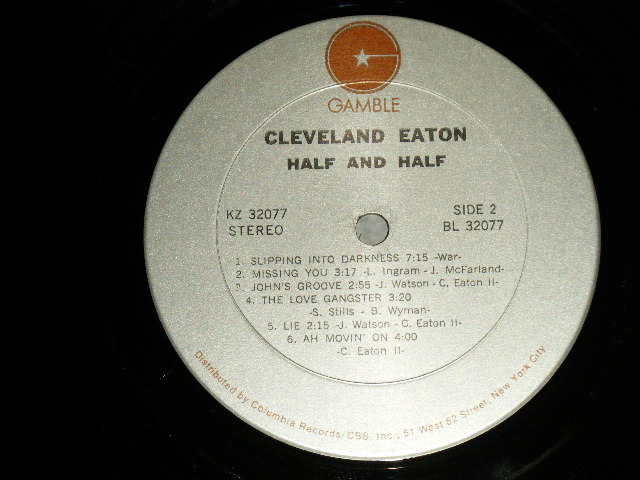 GAMBLE
CLEVELAND EATON
HALF AND HALF
KZ 32077
STEREO
SIDE 2
BL 32077
1. SLIPPING INTO DARKNESS 7:15 -War-
2. MISSING YOU 3:17 -L. Ingram - J. McFarland-
3. JOHN'S GROOVE 2:55 -J. Watson - C. Eaton II-
4. THE LOVE GANGSTER 3:20
-S. Stills - B. Wyman-
5. LIE 2:15 -J. Watson - C. Eaton II-
6. AH MOVIN' ON 4:00
-C. Eaton II-
Distributed by Columbia Records/CBS, Inc., 51 West 52 Street, New York City